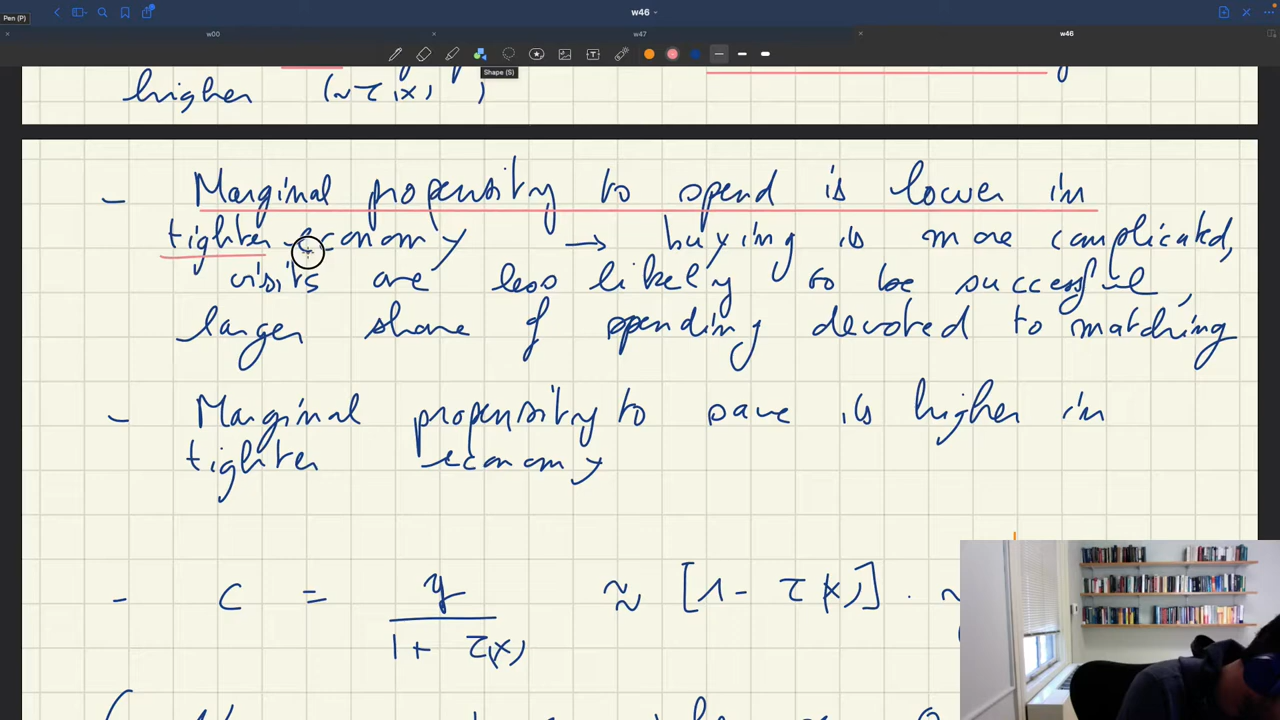 Pen (P)
w46
w00
w47
w46
Shape (S)
higher (~τ(x) )
- Marginal propensity to spend is lower in
tighter economy → buying is more complicated,
visits are less likely to be successful,
larger share of spending devoted to matching
- Marginal propensity to save is higher in
tighter economy
- c = y / 1 + τ(x) ≈ [1 - τ(x)] · ~